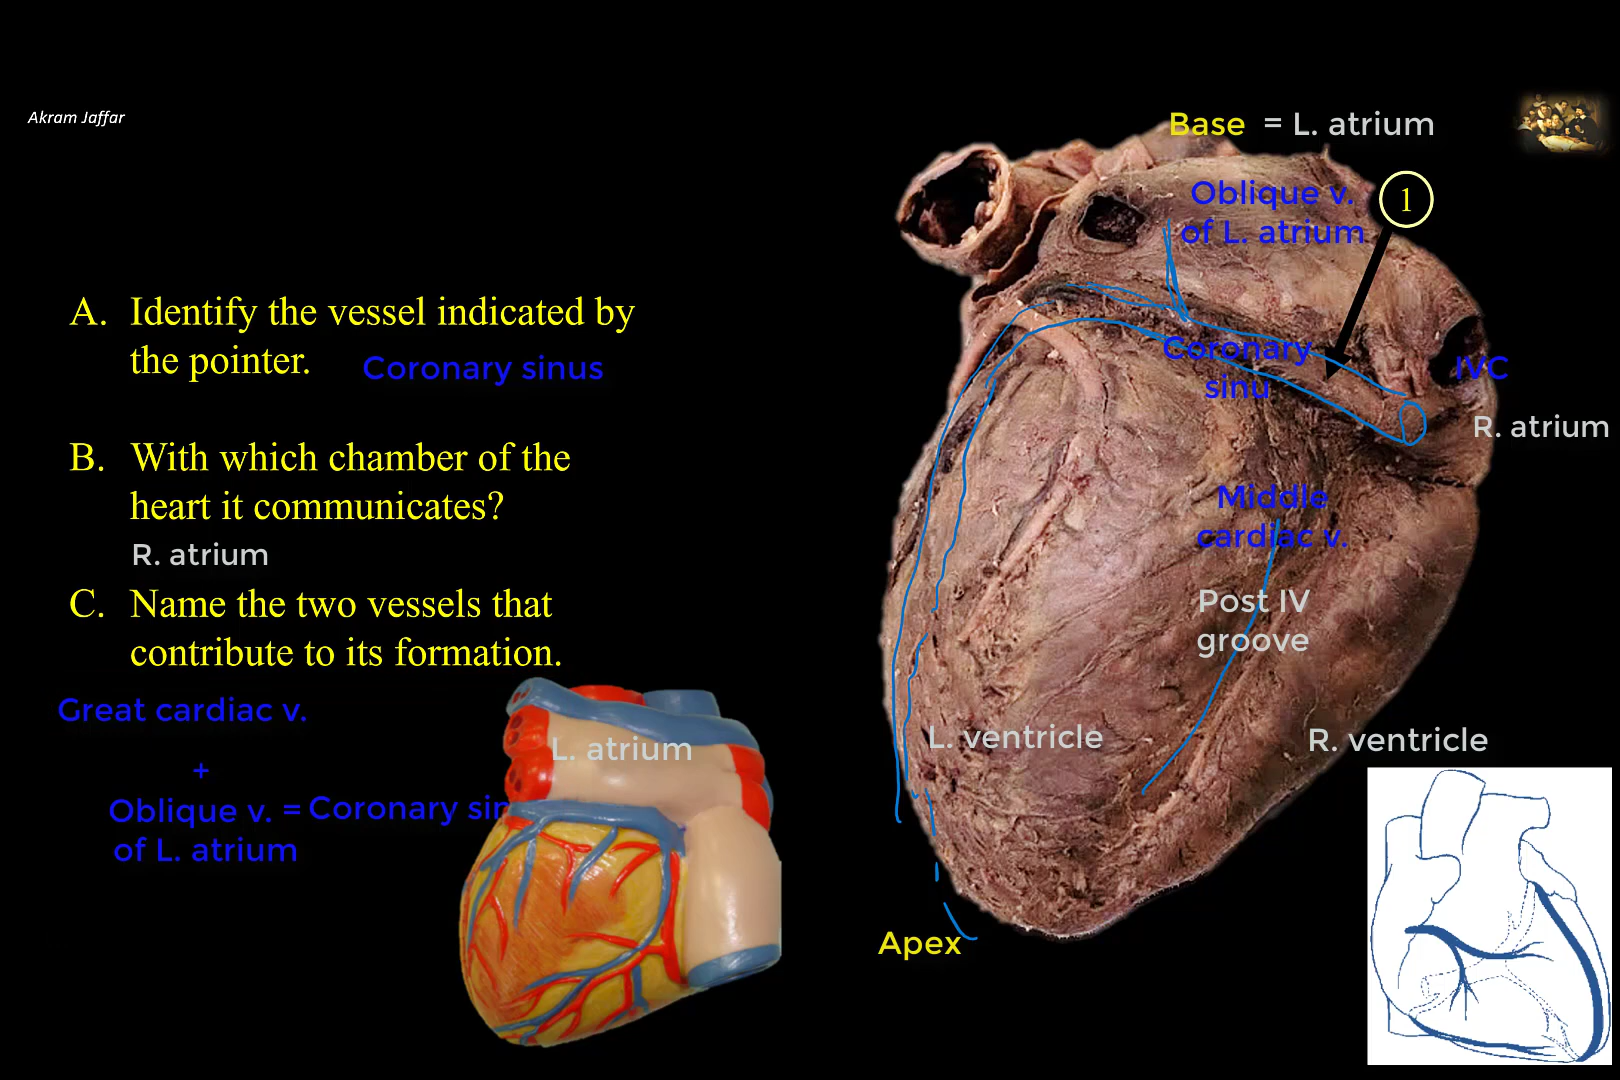 Akram Jaffar
A. Identify the vessel indicated by
the pointer.
Coronary sinus
B. With which chamber of the
heart it communicates?
R. atrium
C. Name the two vessels that
contribute to its formation.
Great cardiac v.
+
Oblique v. = Coronary sin
of L. atrium
L. atrium
Base = L. atrium
Oblique v.
of L. atrium
1
Coronary
sinu
IVC
R. atrium
Middle
cardiac v.
Post IV
groove
L. ventricle
R. ventricle
Apex